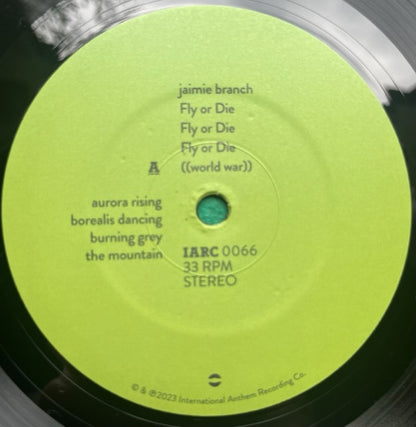 jaimie branch
Fly or Die
Fly or Die
Fly or Die
A ((world war))
aurora rising
borealis dancing
burning grey
the mountain
IARC 0066
33 RPM
STEREO
© & ℗2023 International Anthem Recording Co.